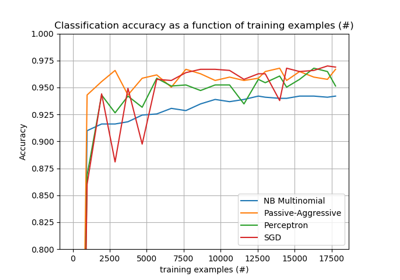 Classification accuracy as a function of training examples (#)
1.000
0.975
0.950
0.925
0.900
0.875
0.850
0.825
0.800
Accuracy
NB Multinomial
Passive-Aggressive
Perceptron
SGD
0 2500 5000 7500 10000 12500 15000 17500
training examples (#)